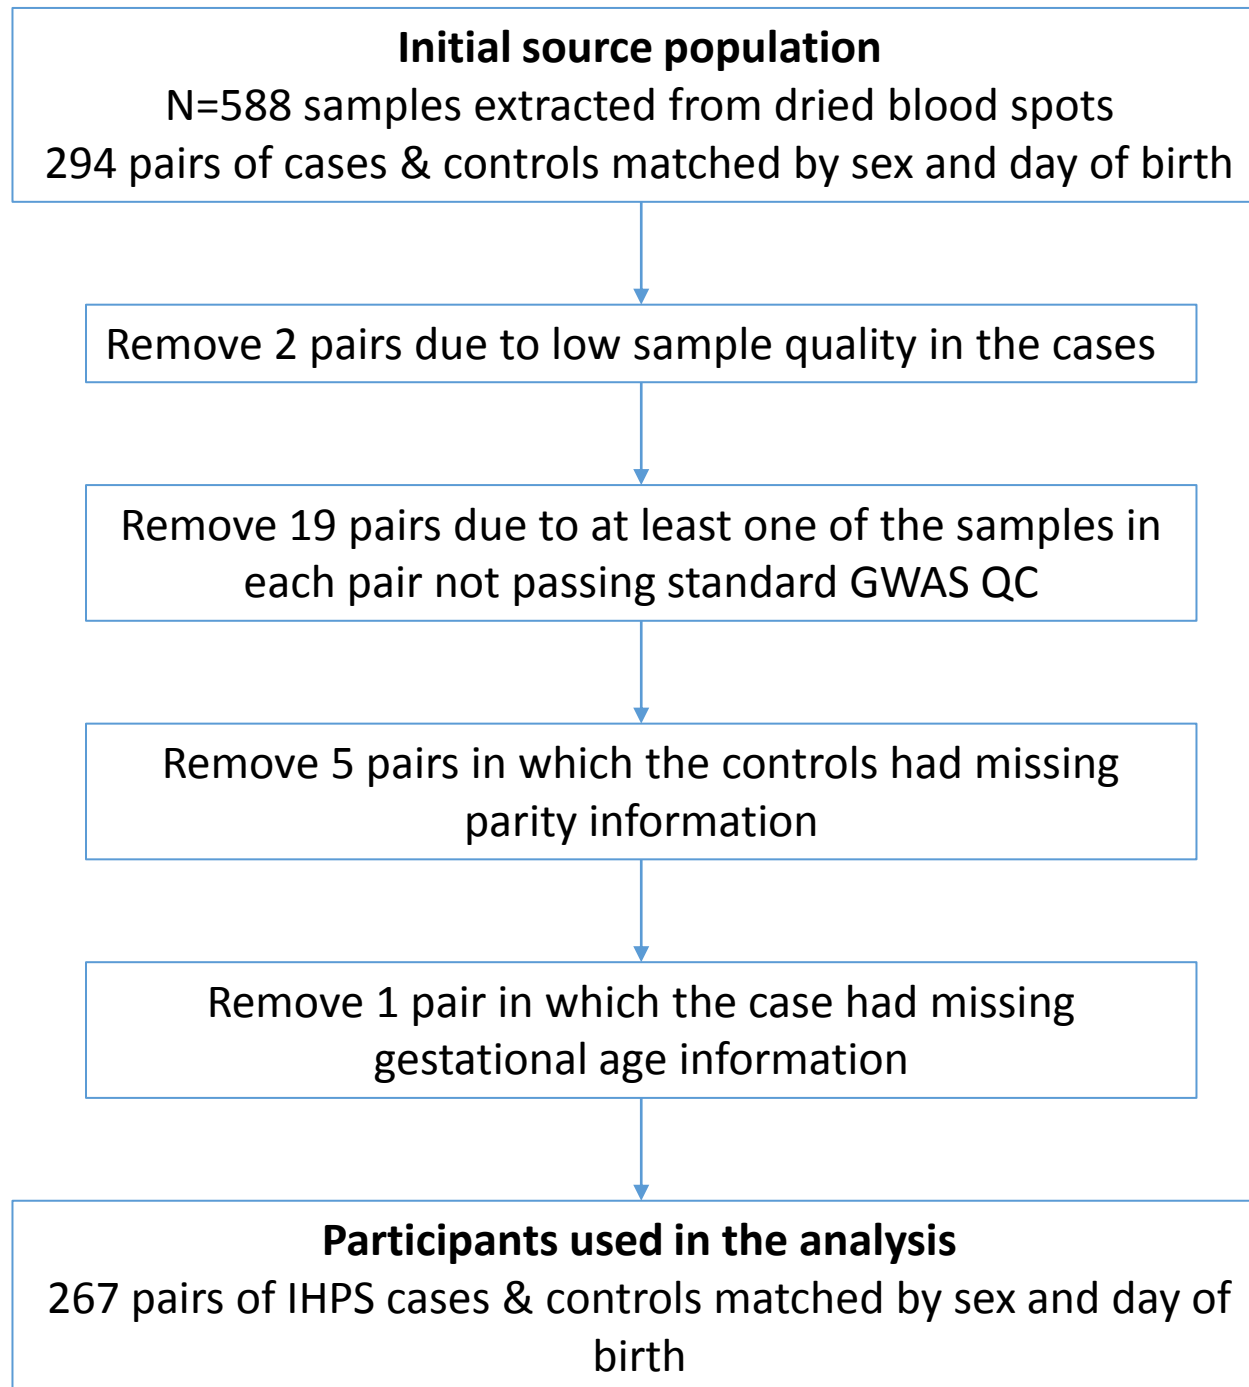 Initial source population
N=588 samples extracted from dried blood spots
294 pairs of cases & controls matched by sex and day of birth
Remove 2 pairs due to low sample quality in the cases
Remove 19 pairs due to at least one of the samples in
each pair not passing standard GWAS QC
Remove 5 pairs in which the controls had missing
parity information
Remove 1 pair in which the case had missing
gestational age information
Participants used in the analysis
267 pairs of IHPS cases & controls matched by sex and day of
birth